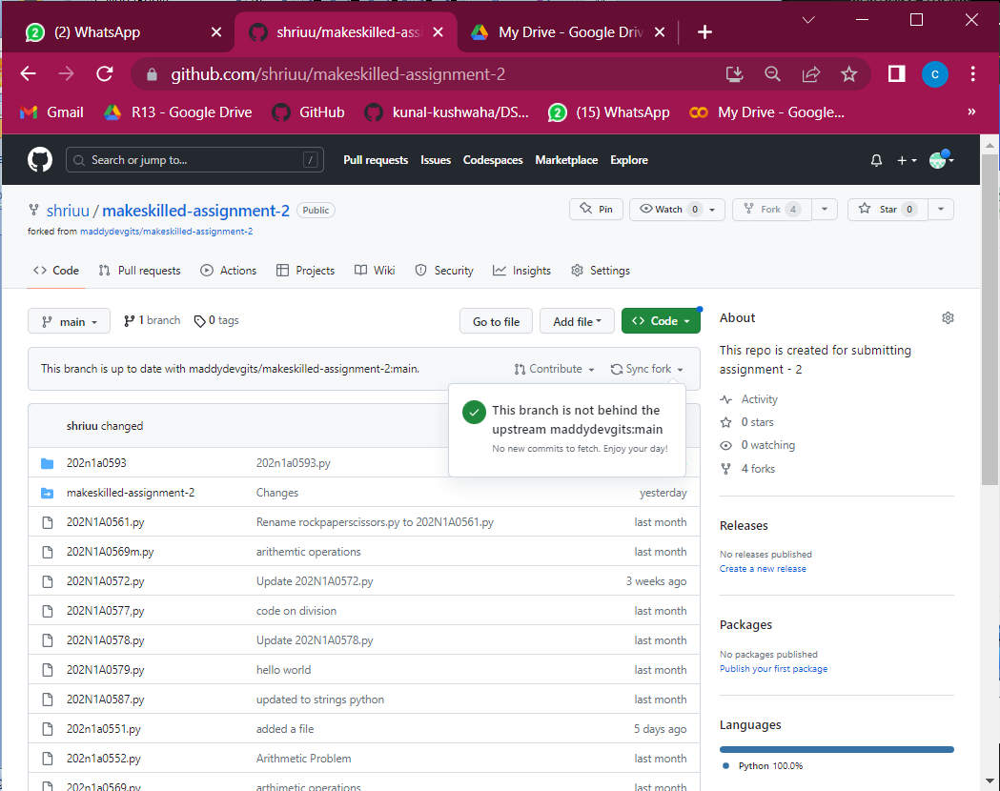 (2) WhatsApp
shriuu/makeskilled-assi
My Drive - Google Driv
github.com/shriuu/makeskilled-assignment-2
C
Gmail
R13 - Google Drive
GitHub
kunal-kushwaha/DS...
(15) WhatsApp
My Drive - Google...
»
Search or jump to...
/
Pull requests
Issues
Codespaces
Marketplace
Explore
shriuu / makeskilled-assignment-2
Public
forked from maddydevgits/makeskilled-assignment-2
Pin
Watch 0
Fork 4
Star 0
Code
Pull requests
Actions
Projects
Wiki
Security
Insights
Settings
main
1 branch
0 tags
Go to file
Add file
Code
This branch is up to date with maddydevgits/makeskilled-assignment-2:main.
Contribute
Sync fork
This branch is not behind the
upstream maddydevgits:main
No new commits to fetch. Enjoy your day!
shriuu changed
202n1a0593 202n1a0593.py
makeskilled-assignment-2 Changes yesterday
202N1A0561.py Rename rockpaperscissors.py to 202N1A0561.py last month
202N1A0569m.py arithemtic operations last month
202N1A0572.py Update 202N1A0572.py 3 weeks ago
202N1A0577,py code on division last month
202N1A0578.py Update 202N1A0578.py last month
202N1A0579.py hello world last month
202N1A0587.py updated to strings python last month
202n1a0551.py added a file 5 days ago
202n1a0552.py Arithmetic Problem last month
202n1a0569.py arthimetic operations last month
About
This repo is created for submitting
assignment - 2
Activity
0 stars
0 watching
4 forks
Releases
No releases published
Create a new release
Packages
No packages published
Publish your first package
Languages
Python 100.0%